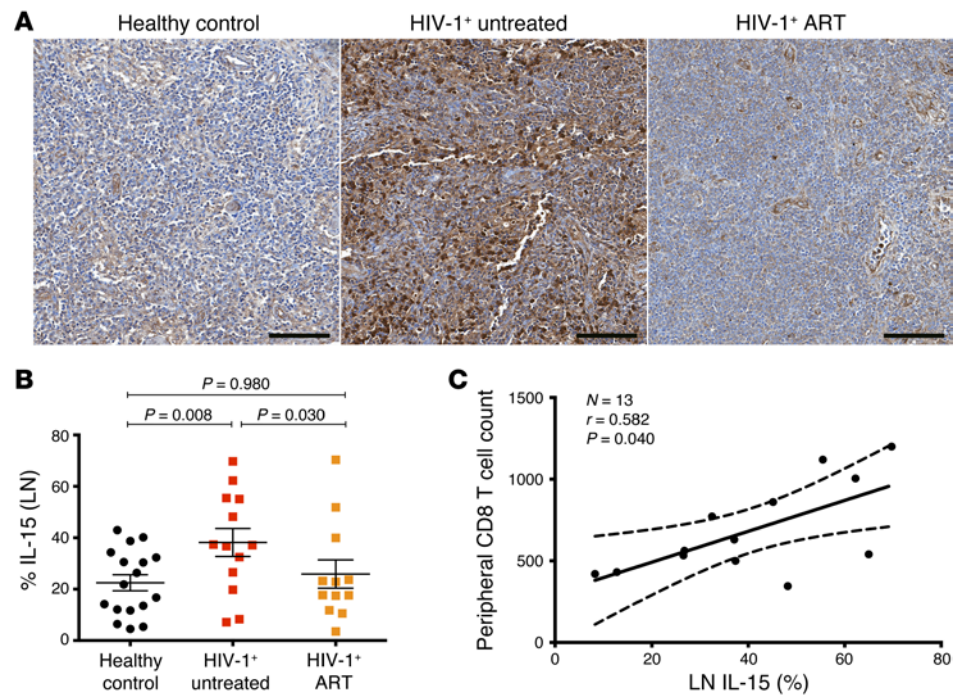 A
Healthy control
HIV-1⁺ untreated
HIV-1⁺ ART
B
P = 0.980
P = 0.008
P = 0.030
80
60
40
20
0
% IL-15 (LN)
Healthy
control
HIV-1⁺
untreated
HIV-1⁺
ART
C
N = 13
r = 0.582
P = 0.040
1500
1000
500
0
Peripheral CD8 T cell count
0
20
40
60
80
LN IL-15 (%)